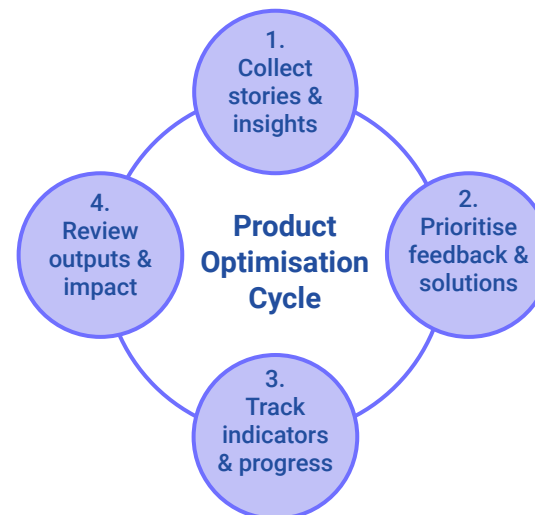 1.
Collect
stories &
insights
2.
Prioritise
feedback &
solutions
3.
Track
indicators
& progress
4.
Review
outputs &
impact
Product
Optimisation
Cycle